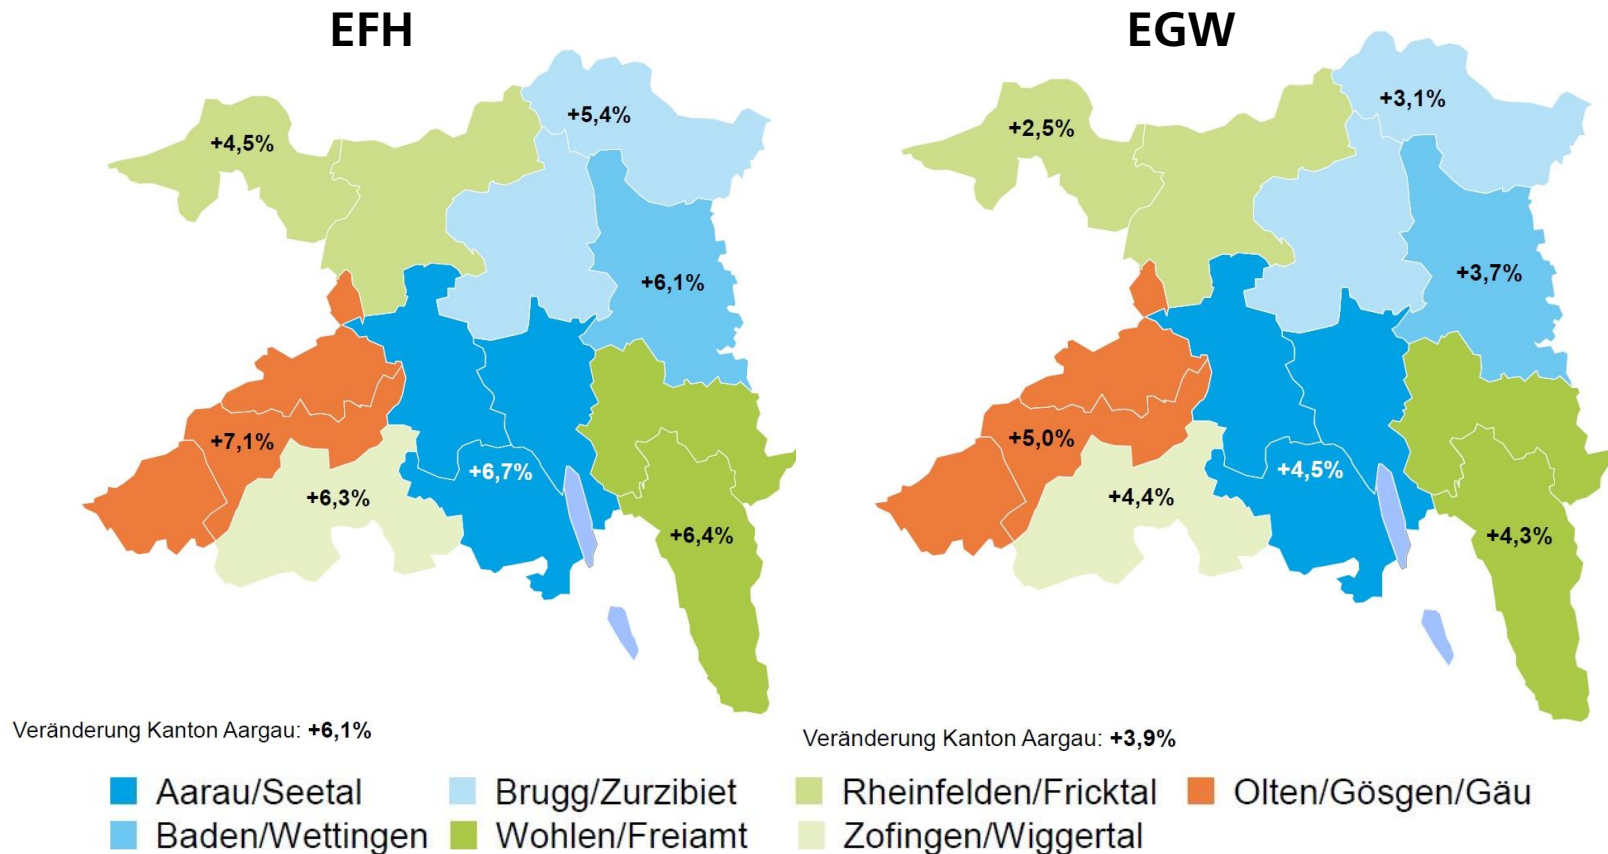 EFH
EGW
+5,4%
+4,5%
+6,1%
+7,1%
+6,7%
+6,3%
+6,4%
+3,1%
+2,5%
+3,7%
+5,0%
+4,5%
+4,4%
+4,3%
Veränderung Kanton Aargau: +6,1%
Veränderung Kanton Aargau: +3,9%
Aarau/Seetal
Brugg/Zurzibiet
Rheinfelden/Fricktal
Olten/Gösgen/Gäu
Baden/Wettingen
Wohlen/Freiamt
Zofingen/Wiggertal